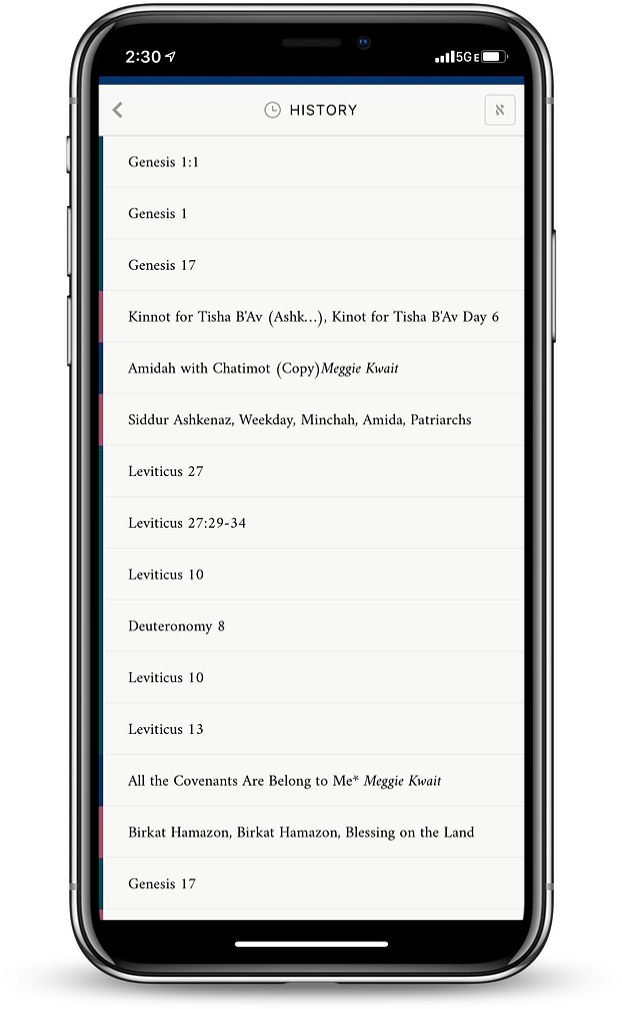 2:30
5GE
HISTORY
א
Genesis 1:1
Genesis 1
Genesis 17
Kinnot for Tisha B'Av (Ashk...), Kinot for Tisha B'Av Day 6
Amidah with Chatimot (Copy)Meggie Kwait
Siddur Ashkenaz, Weekday, Minchah, Amida, Patriarchs
Leviticus 27
Leviticus 27:29-34
Leviticus 10
Deuteronomy 8
Leviticus 10
Leviticus 13
All the Covenants Are Belong to Me* Meggie Kwait
Birkat Hamazon, Birkat Hamazon, Blessing on the Land
Genesis 17